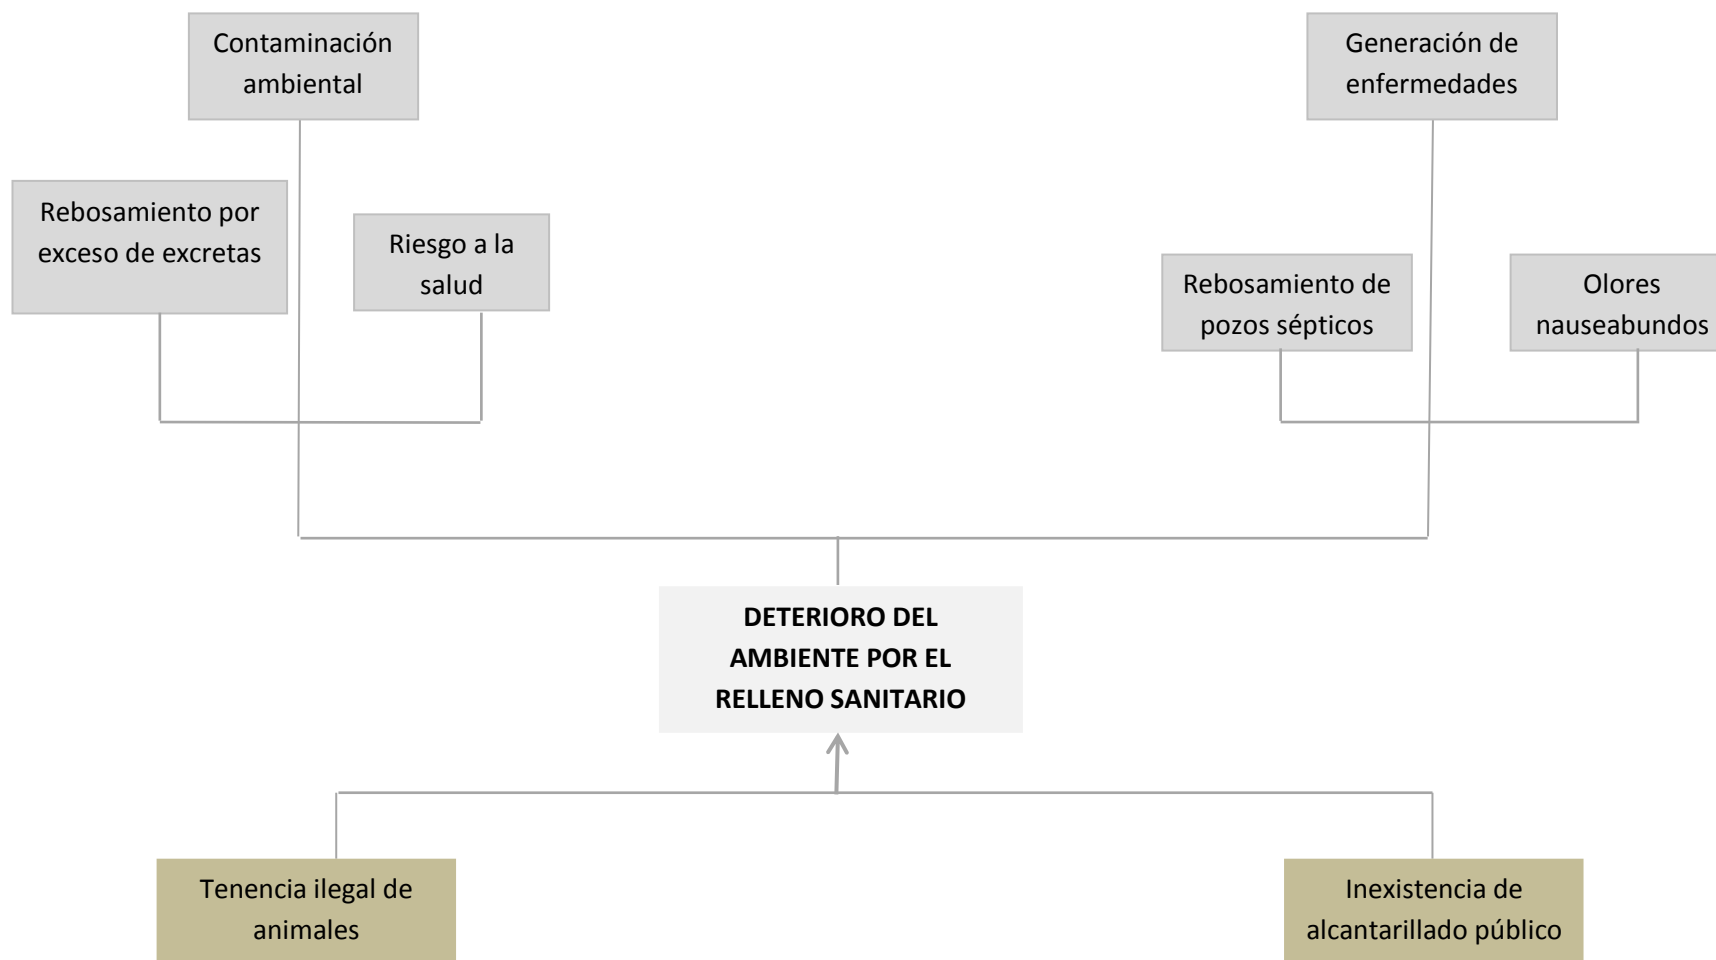 Contaminación
ambiental
Generación de
enfermedades
Rebosamiento por
exceso de excretas
Riesgo a la
salud
Rebosamiento de
pozos sépticos
Olores
nauseabundos
DETERIORO DEL
AMBIENTE POR EL
RELLENO SANITARIO
Tenencia ilegal de
animales
Inexistencia de
alcantarillado público